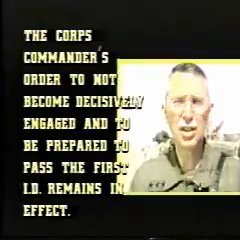 THE CORPS
COMMANDER'S
ORDER TO NOT
BECOME DECISIVELY
ENGAGED AND TO
BE PREPARED TO
PASS THE FIRST
I.D. REMAINS IN
EFFECT.